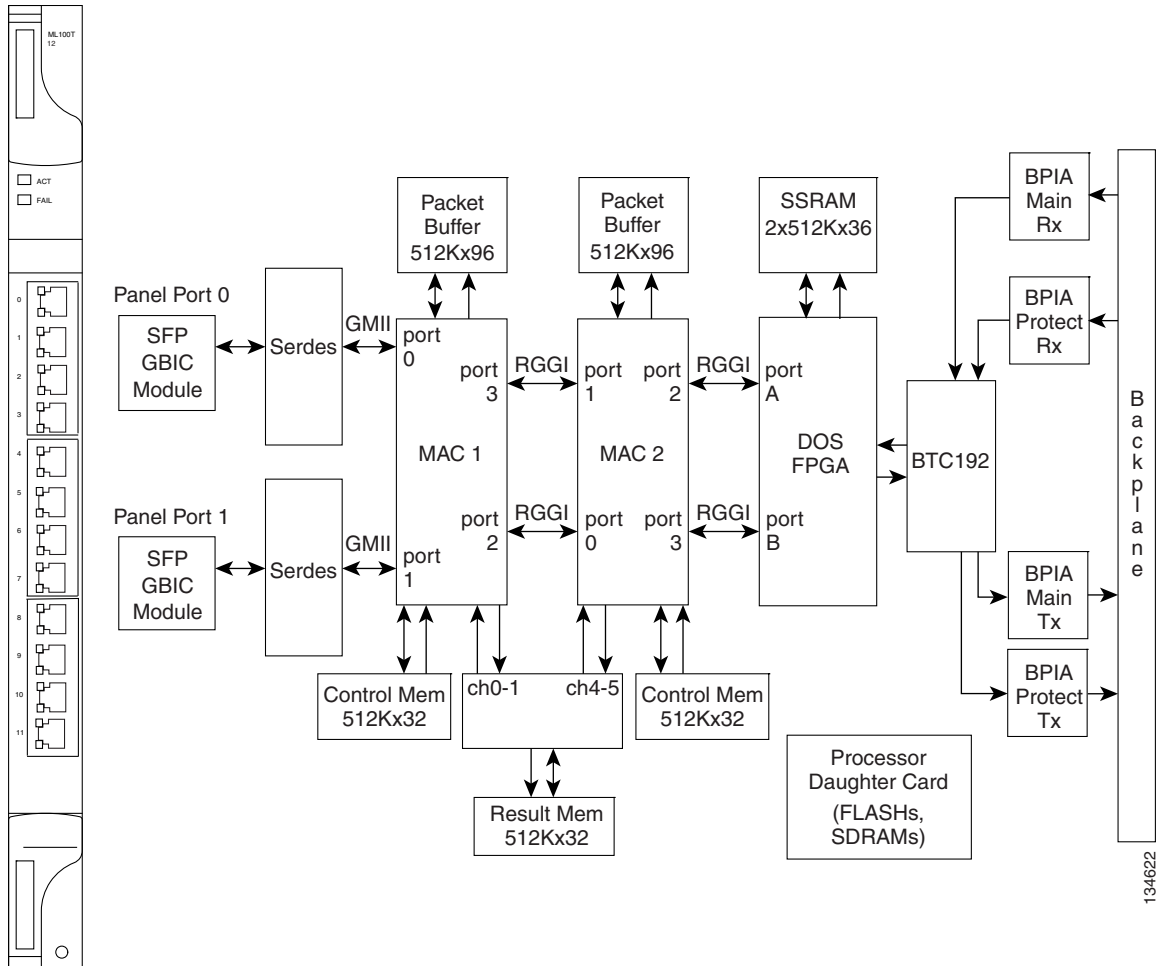 ML100T
12
ACT
FAIL
0
1
2
3
4
5
6
7
8
9
10
11
Panel Port 0
SFP
GBIC
Module
Serdes
GMII
Panel Port 1
SFP
GBIC
Module
Serdes
GMII
Packet
Buffer
512Kx96
port
0
port
3
MAC 1
port
2
port
1
RGGI
RGGI
Packet
Buffer
512Kx96
port
1
port
2
MAC 2
port
0
port
3
RGGI
RGGI
SSRAM
2x512Kx36
port
A
DOS
FPGA
port
B
BTC192
BPIA
Main
Rx
BPIA
Protect
Rx
BPIA
Main
Tx
BPIA
Protect
Tx
Backplane
Control Mem
512Kx32
ch0-1
ch4-5
Control Mem
512Kx32
Result Mem
512Kx32
Processor
Daughter Card
(FLASHs,
SDRAMs)
134622